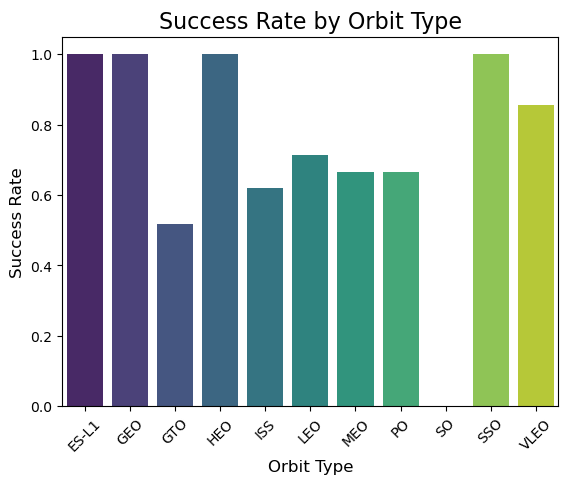 Success Rate by Orbit Type
Success Rate
1.0
0.8
0.6
0.4
0.2
0.0
ES-L1
GEO
GTO
HEO
ISS
LEO
MEO
PO
SO
SSO
VLEO
Orbit Type